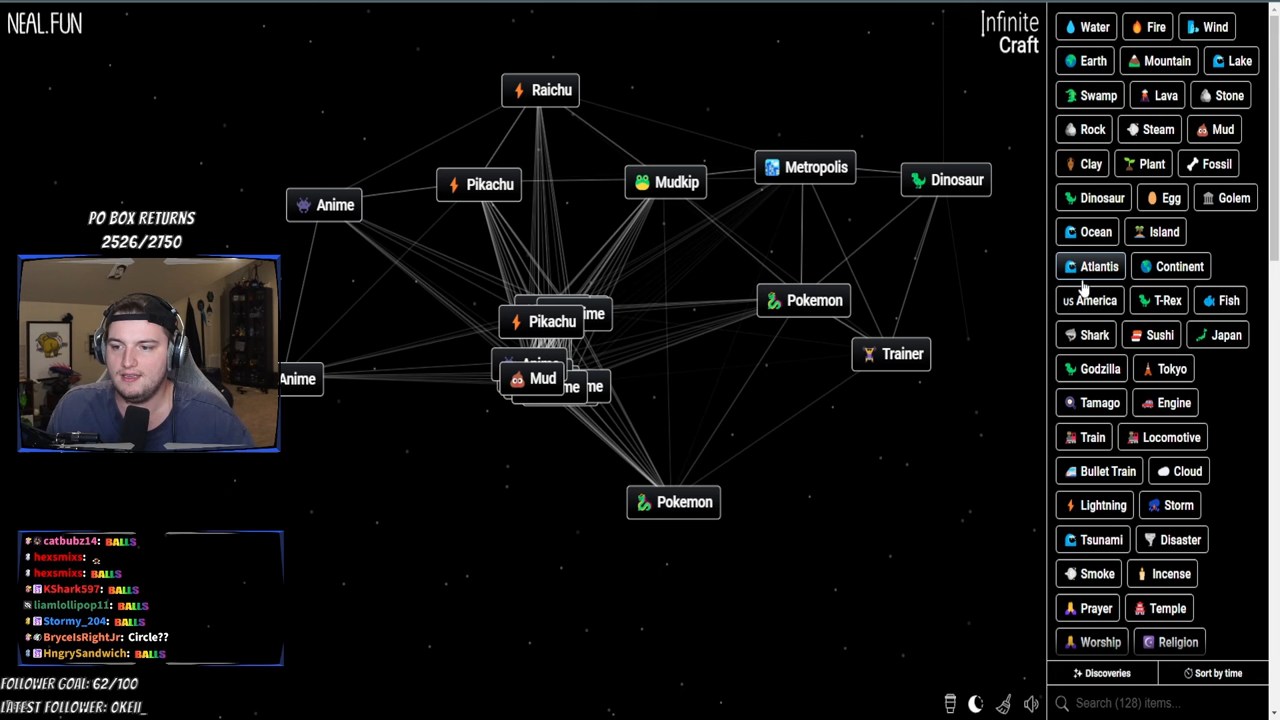 NEAL.FUN
Infinite
Craft
Raichu
Pikachu
Mudkip
Metropolis
Dinosaur
Anime
Pokemon
Pikachu
Trainer
Anime
Mud
Pokemon
PO BOX RETURNS
2526/2750
catbubz14: BALLS
hexsmixs:
hexsmixs: BALLS
KShark597: BALLS
liamlollipop11: BALLS
Stormy_204: BALLS
BryceIsRightJr: Circle??
HngrySandwich: BALLS
FOLLOWER GOAL: 62/100
LATEST FOLLOWER: OKEII_
Water Fire Wind
Earth Mountain Lake
Swamp Lava Stone
Rock Steam Mud
Clay Plant Fossil
Dinosaur Egg Golem
Ocean Island
Atlantis Continent
US America T-Rex Fish
Shark Sushi Japan
Godzilla Tokyo
Tamago Engine
Train Locomotive
Bullet Train Cloud
Lightning Storm
Tsunami Disaster
Smoke Incense
Prayer Temple
Worship Religion
Discoveries Sort by time
Search (128) items...